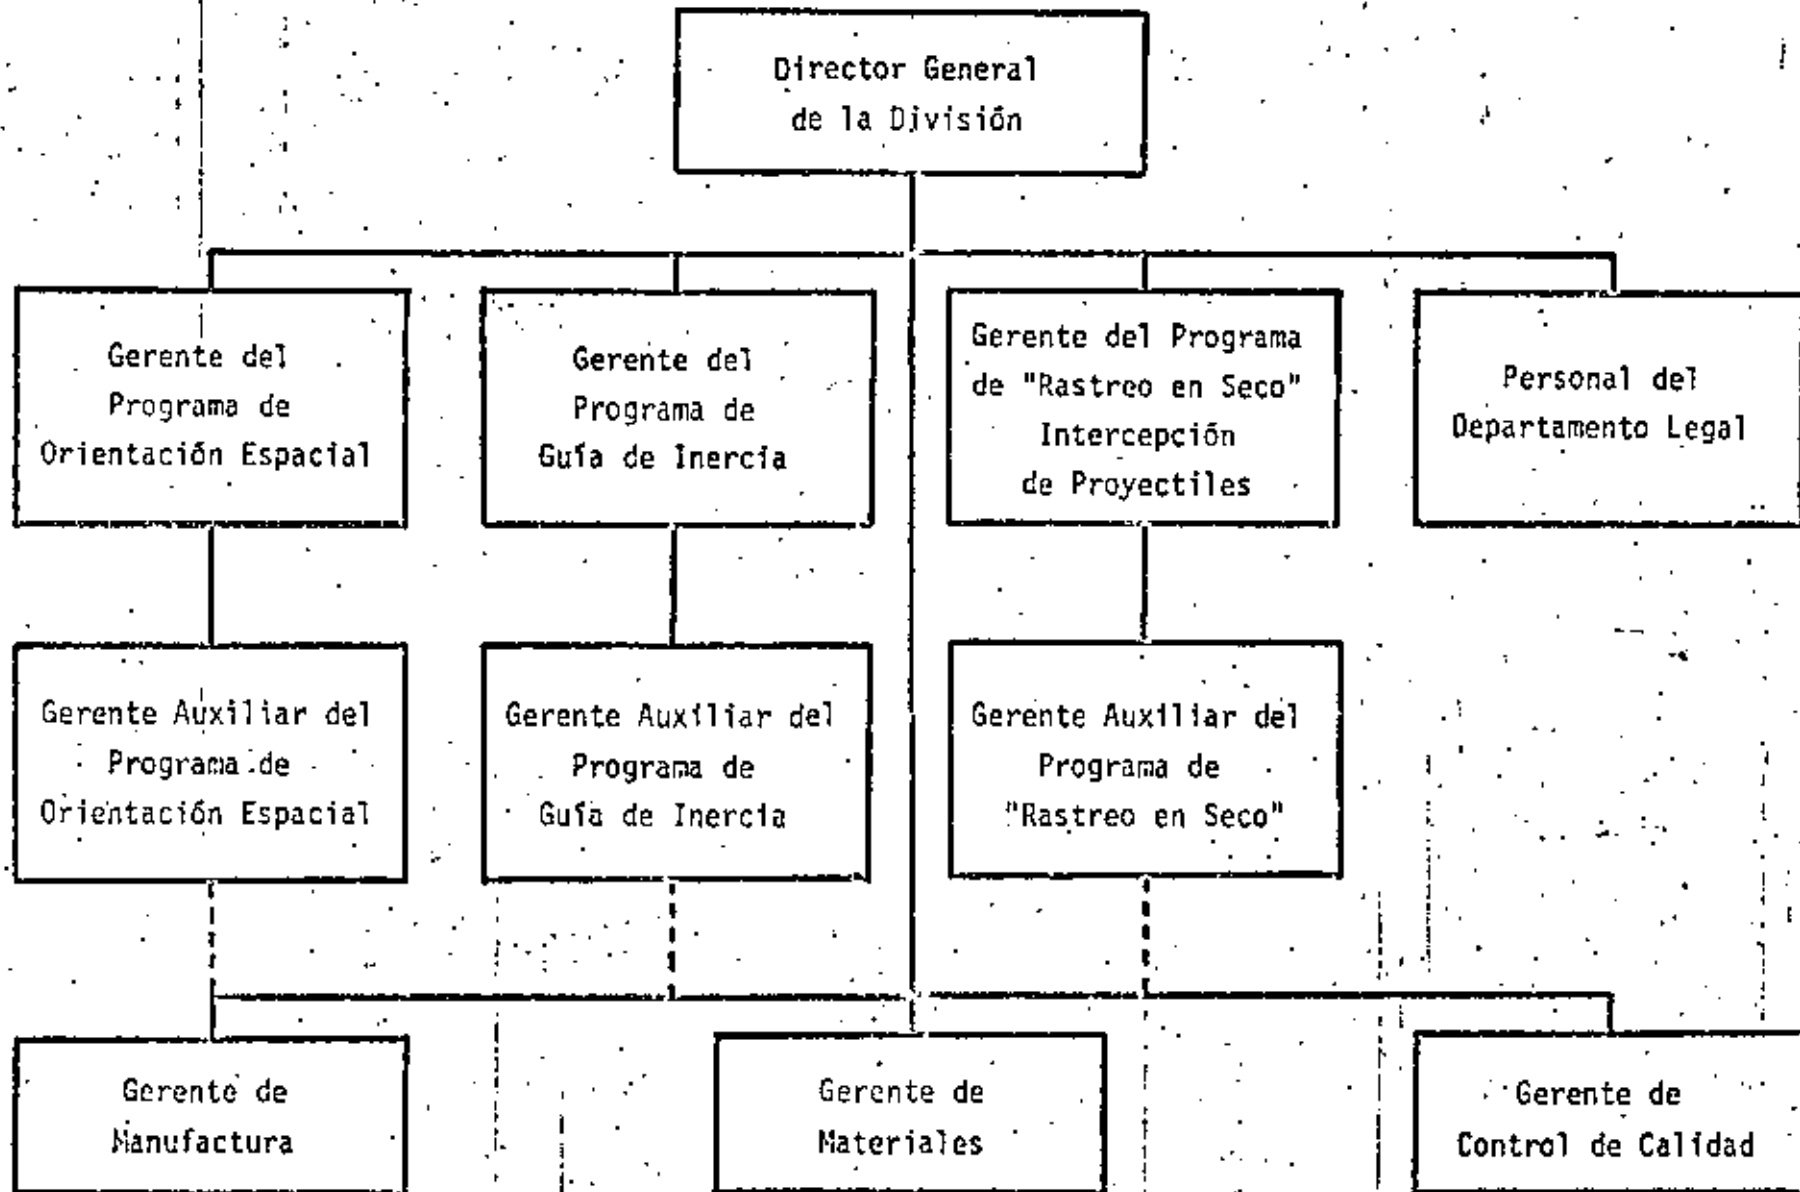 Director General
de la División
Gerente del
Programa de
Orientación Espacial
Gerente del
Programa de
Guía de Inercia
Gerente del Programa
de "Rastreo en Seco"
Intercepción
de Proyectiles
Personal del
Departamento Legal
Gerente Auxiliar del
Programa de
Orientación Espacial
Gerente Auxiliar del
Programa de
Guía de Inercia
Gerente Auxiliar del
Programa de
"Rastreo en Seco"
Gerente de
Manufactura
Gerente de
Materiales
Gerente de
Control de Calidad